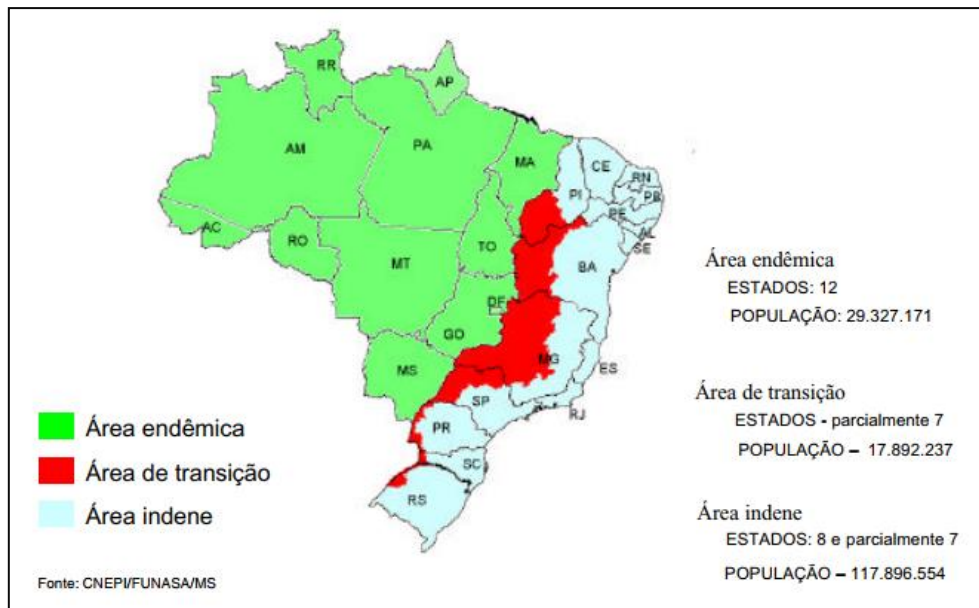 RR
AP
AM
PA
MA
CE
RN
PB
PI
PE
AL
SE
AC
RO
TO
BA
MT
DF
GO
MG
ES
MS
SP
RJ
PR
SC
RS
Área endêmica
ESTADOS: 12
POPULAÇÃO: 29.327.171
Área de transição
ESTADOS - parcialmente 7
POPULAÇÃO – 17.892.237
Área indene
ESTADOS: 8 e parcialmente 7
POPULAÇÃO – 117.896.554
Área endêmica
Área de transição
Área indene
Fonte: CNEPI/FUNASA/MS